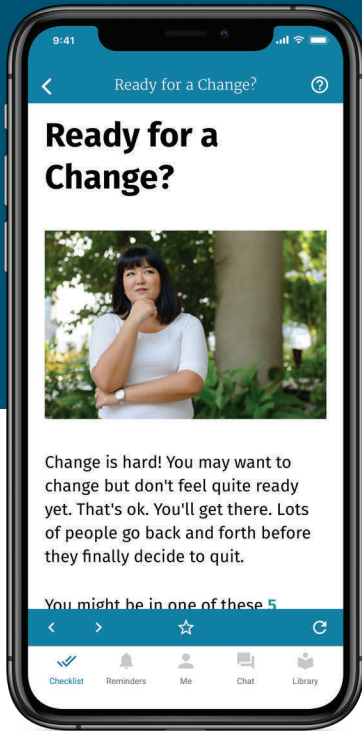 9:41
Ready for a Change?
Ready for a
Change?
Change is hard! You may want to
change but don't feel quite ready
yet. That's ok. You'll get there. Lots
of people go back and forth before
they finally decide to quit.
You might be in one of these 5
Checklist Reminders Me Chat Library